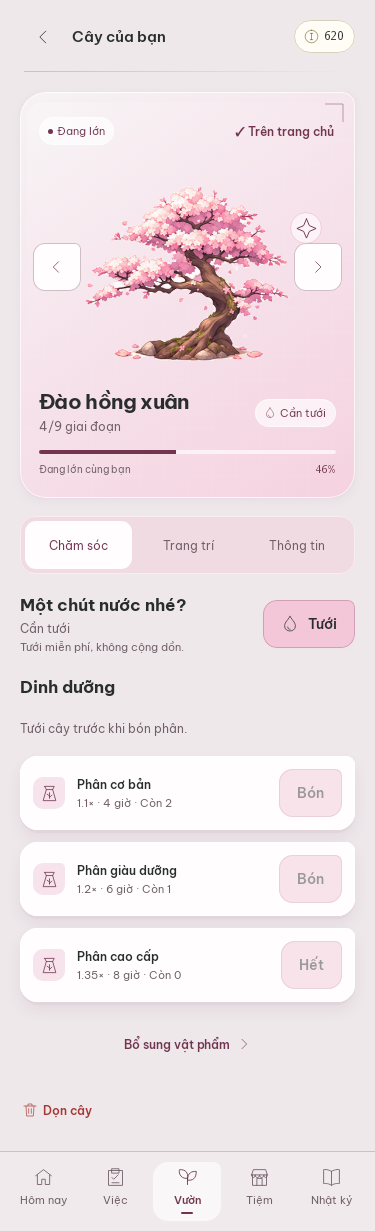 Cây của bạn
620
Đang lớn
✓ Trên trang chủ
Đào hồng xuân
4/9 giai đoạn
Cần tưới
Đang lớn cùng bạn
46%
Chăm sóc
Trang trí
Thông tin
Một chút nước nhé?
Cần tưới
Tưới miễn phí, không cộng dồn.
Tưới
Dinh dưỡng
Tưới cây trước khi bón phân.
Phân cơ bản
1.1× · 4 giờ · Còn 2
Bón
Phân giàu dưỡng
1.2× · 6 giờ · Còn 1
Bón
Phân cao cấp
1.35× · 8 giờ · Còn 0
Hết
Bổ sung vật phẩm
Dọn cây
Hôm nay
Việc
Vườn
Tiệm
Nhật ký